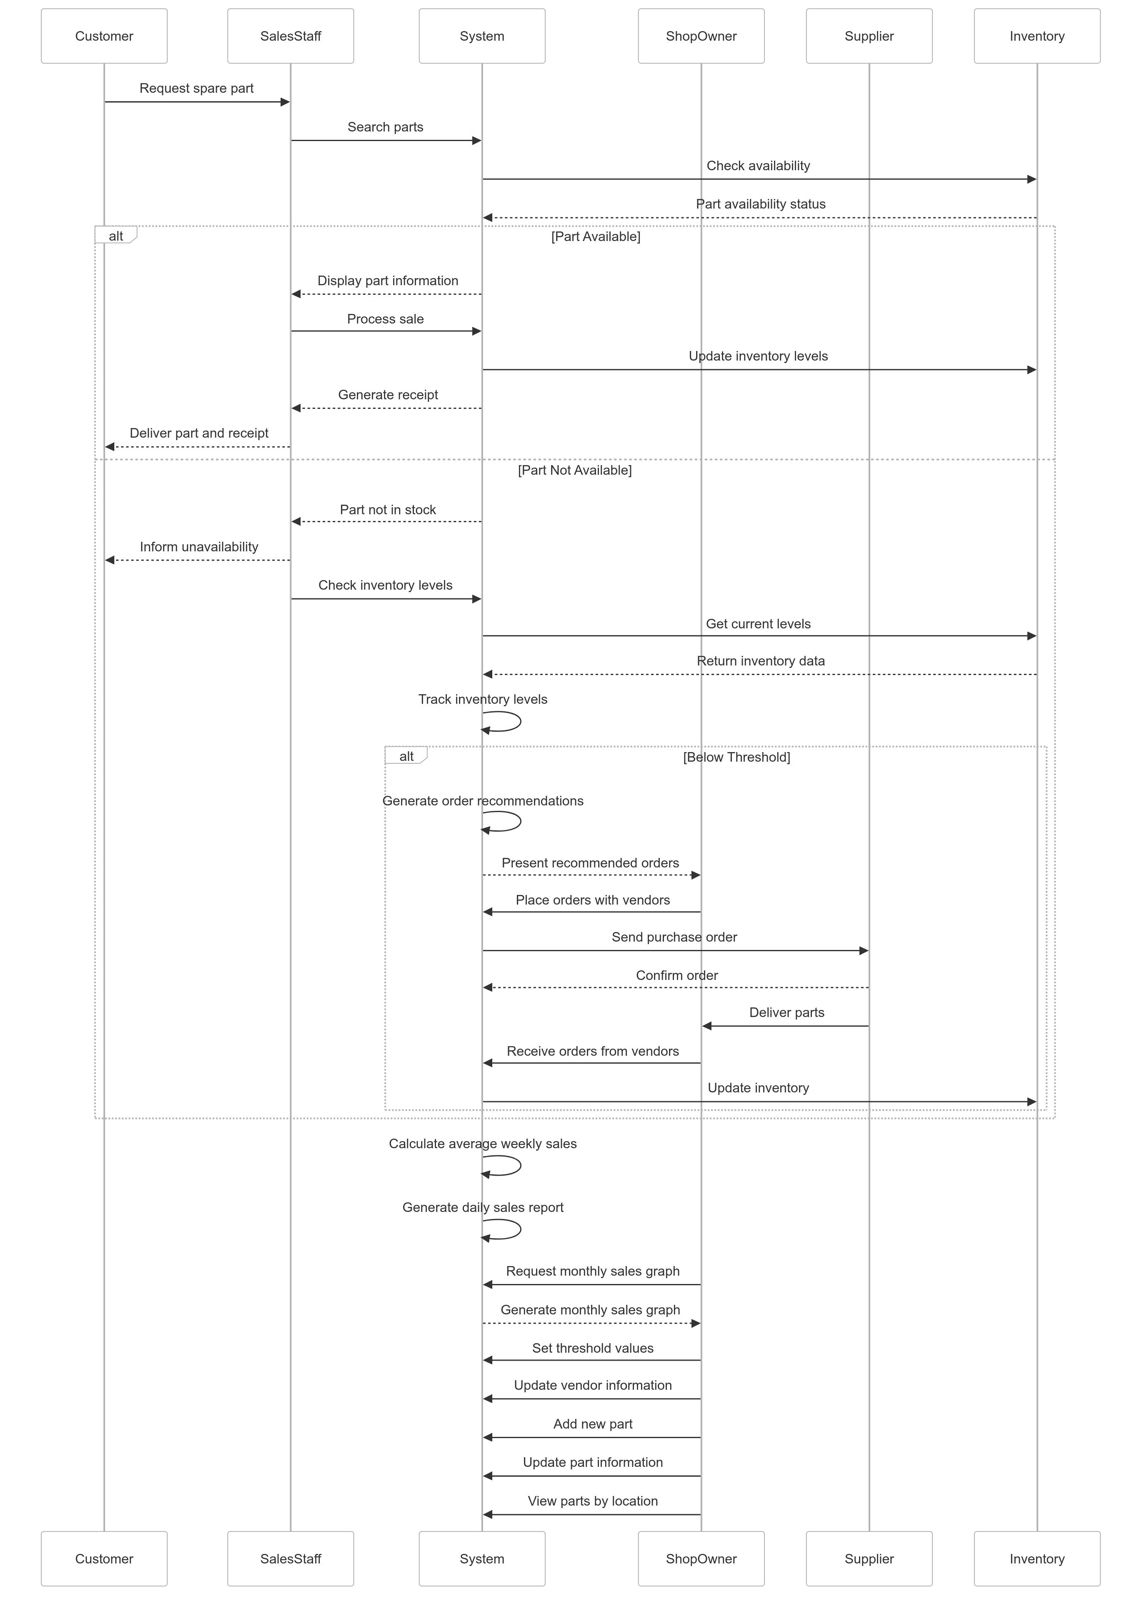 Customer
SalesStaff
System
ShopOwner
Supplier
Inventory
Request spare part
Search parts
Check availability
Part availability status
alt
[Part Available]
Display part information
Process sale
Update inventory levels
Generate receipt
Deliver part and receipt
[Part Not Available]
Part not in stock
Inform unavailability
Check inventory levels
Get current levels
Return inventory data
Track inventory levels
alt
[Below Threshold]
Generate order recommendations
Present recommended orders
Place orders with vendors
Send purchase order
Confirm order
Deliver parts
Receive orders from vendors
Update inventory
Calculate average weekly sales
Generate daily sales report
Request monthly sales graph
Generate monthly sales graph
Set threshold values
Update vendor information
Add new part
Update part information
View parts by location
Customer
SalesStaff
System
ShopOwner
Supplier
Inventory